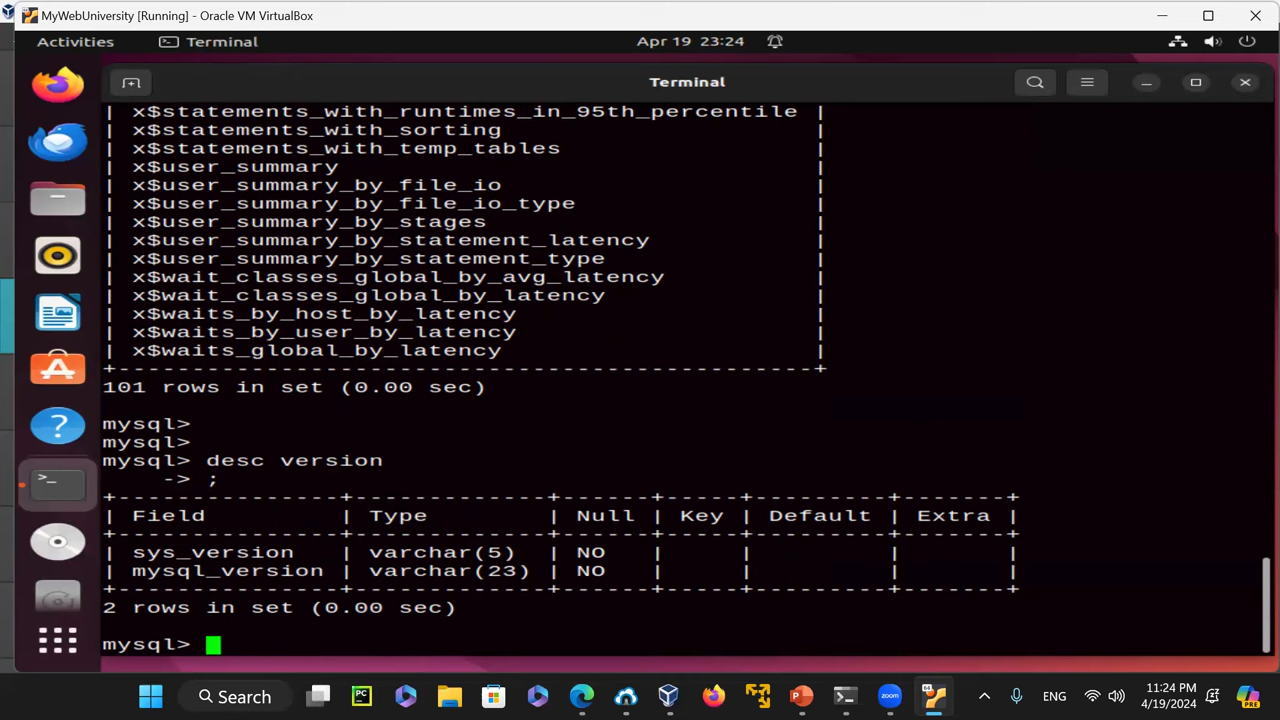 MyWebUniversity [Running] - Oracle VM VirtualBox
Activities Terminal Apr 19 23:24
Terminal
| x$statements_with_runtimes_in_95th_percentile |
| x$statements_with_sorting |
| x$statements_with_temp_tables |
| x$user_summary |
| x$user_summary_by_file_io |
| x$user_summary_by_file_io_type |
| x$user_summary_by_stages |
| x$user_summary_by_statement_latency |
| x$user_summary_by_statement_type |
| x$wait_classes_global_by_avg_latency |
| x$wait_classes_global_by_latency |
| x$waits_by_host_by_latency |
| x$waits_by_user_by_latency |
| x$waits_global_by_latency |
+-----------------------------------------------+
101 rows in set (0.00 sec)
mysql>
mysql>
mysql> desc version
-> ;
+---------------+-------------+------+-----+---------+-------+
| Field | Type | Null | Key | Default | Extra |
+---------------+-------------+------+-----+---------+-------+
| sys_version | varchar(5) | NO | | | |
| mysql_version | varchar(23) | NO | | | |
+---------------+-------------+------+-----+---------+-------+
2 rows in set (0.00 sec)
mysql>
Search ENG 11:24 PM
4/19/2024